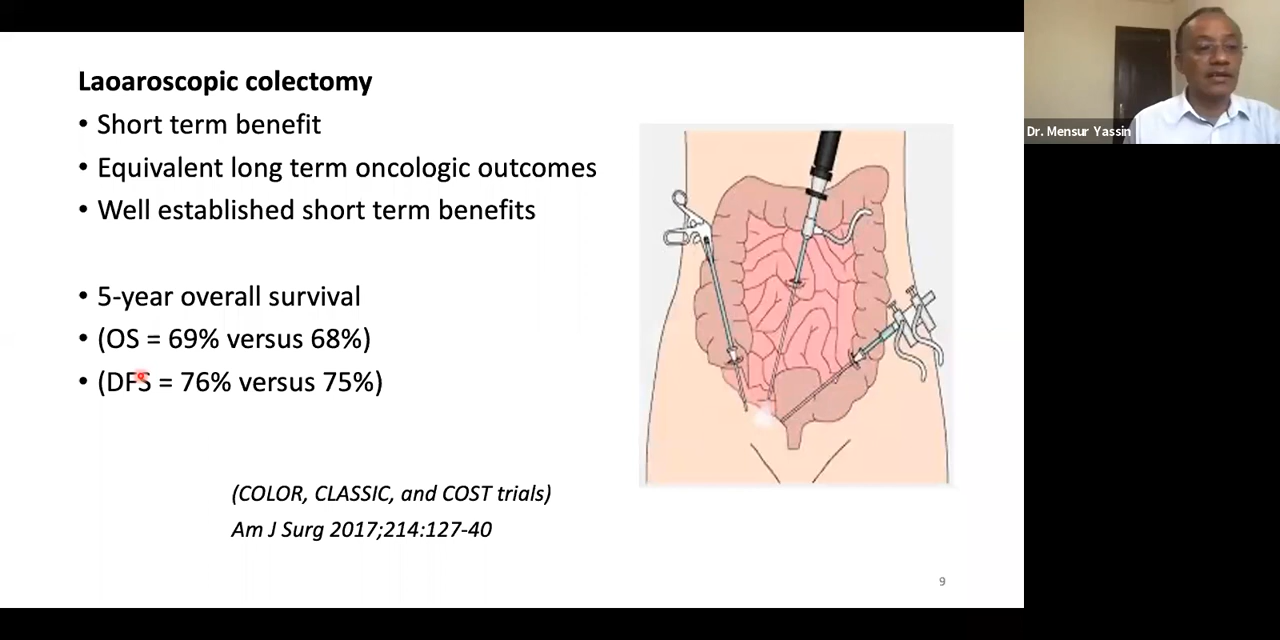 Laoaroscopic colectomy
• Short term benefit
• Equivalent long term oncologic outcomes
• Well established short term benefits
• 5-year overall survival
• (OS = 69% versus 68%)
• (DFS = 76% versus 75%)
(COLOR, CLASSIC, and COST trials)
Am J Surg 2017;214:127-40
9
Dr. Mensur Yassin